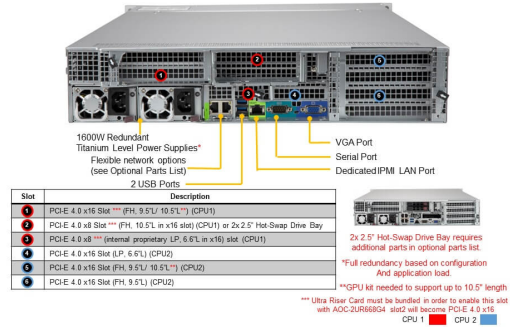 1
2
3
4
5
6
1600W Redundant
Titanium Level Power Supplies*
Flexible network options
(see Optional Parts List)
2 USB Ports
VGA Port
Serial Port
Dedicated IPMI LAN Port
Slot Description
1 PCI-E 4.0 x16 Slot *** (FH, 9.5"L/ 10.5"L**) (CPU1)
2 PCI-E 4.0 x8 Slot *** (FH, 10.5"L in x16 slot) (CPU1) or 2x 2.5" Hot-Swap Drive Bay
3 PCI-E 4.0 x8 *** (internal proprietary LP, 6.6"L in x16) slot (CPU1)
4 PCI-E 4.0 x16 Slot (LP, 6.6"L) (CPU2)
5 PCI-E 4.0 x16 Slot (FH, 9.5"L/ 10.5"L**) (CPU2)
6 PCI-E 4.0 x16 Slot (FH, 9.5"L) (CPU2)
2x 2.5" Hot-Swap Drive Bay requires
additional parts in optional parts list.
*Full redundancy based on configuration
And application load.
**GPU kit needed to support up to 10.5" length
*** Ultra Riser Card must be bundled in order to enable this slot
with AOC-2UR668G4 slot2 will become PCI-E 4.0 x16
CPU 1 CPU 2